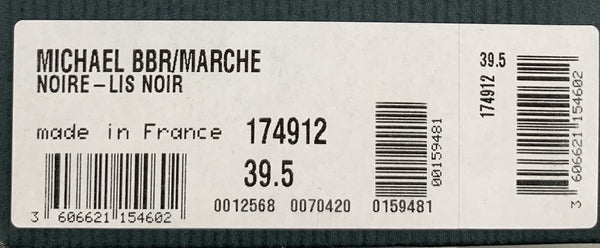 MICHAEL BBR/MARCHE
NOIRE-LIS NOIR
made in France 174912
39.5
3 606621 154602
0012568 0070420 0159481
00159481
39.5
174912
3 606621 154602